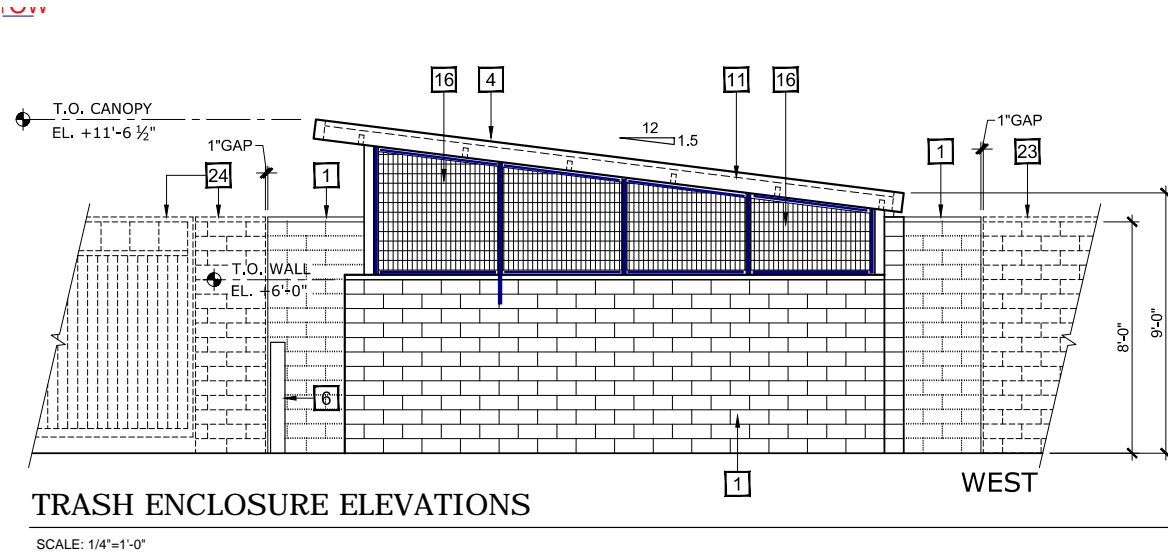 16
4
11
16
T.O. CANOPY
EL. +11'-6 ½"
12
1.5
1"GAP
1"GAP
24
1
1
23
T.O. WALL
EL. +6'-0"
8'-0"
9'-0"
6
1
WEST
TRASH ENCLOSURE ELEVATIONS
SCALE: 1/4"=1'-0"